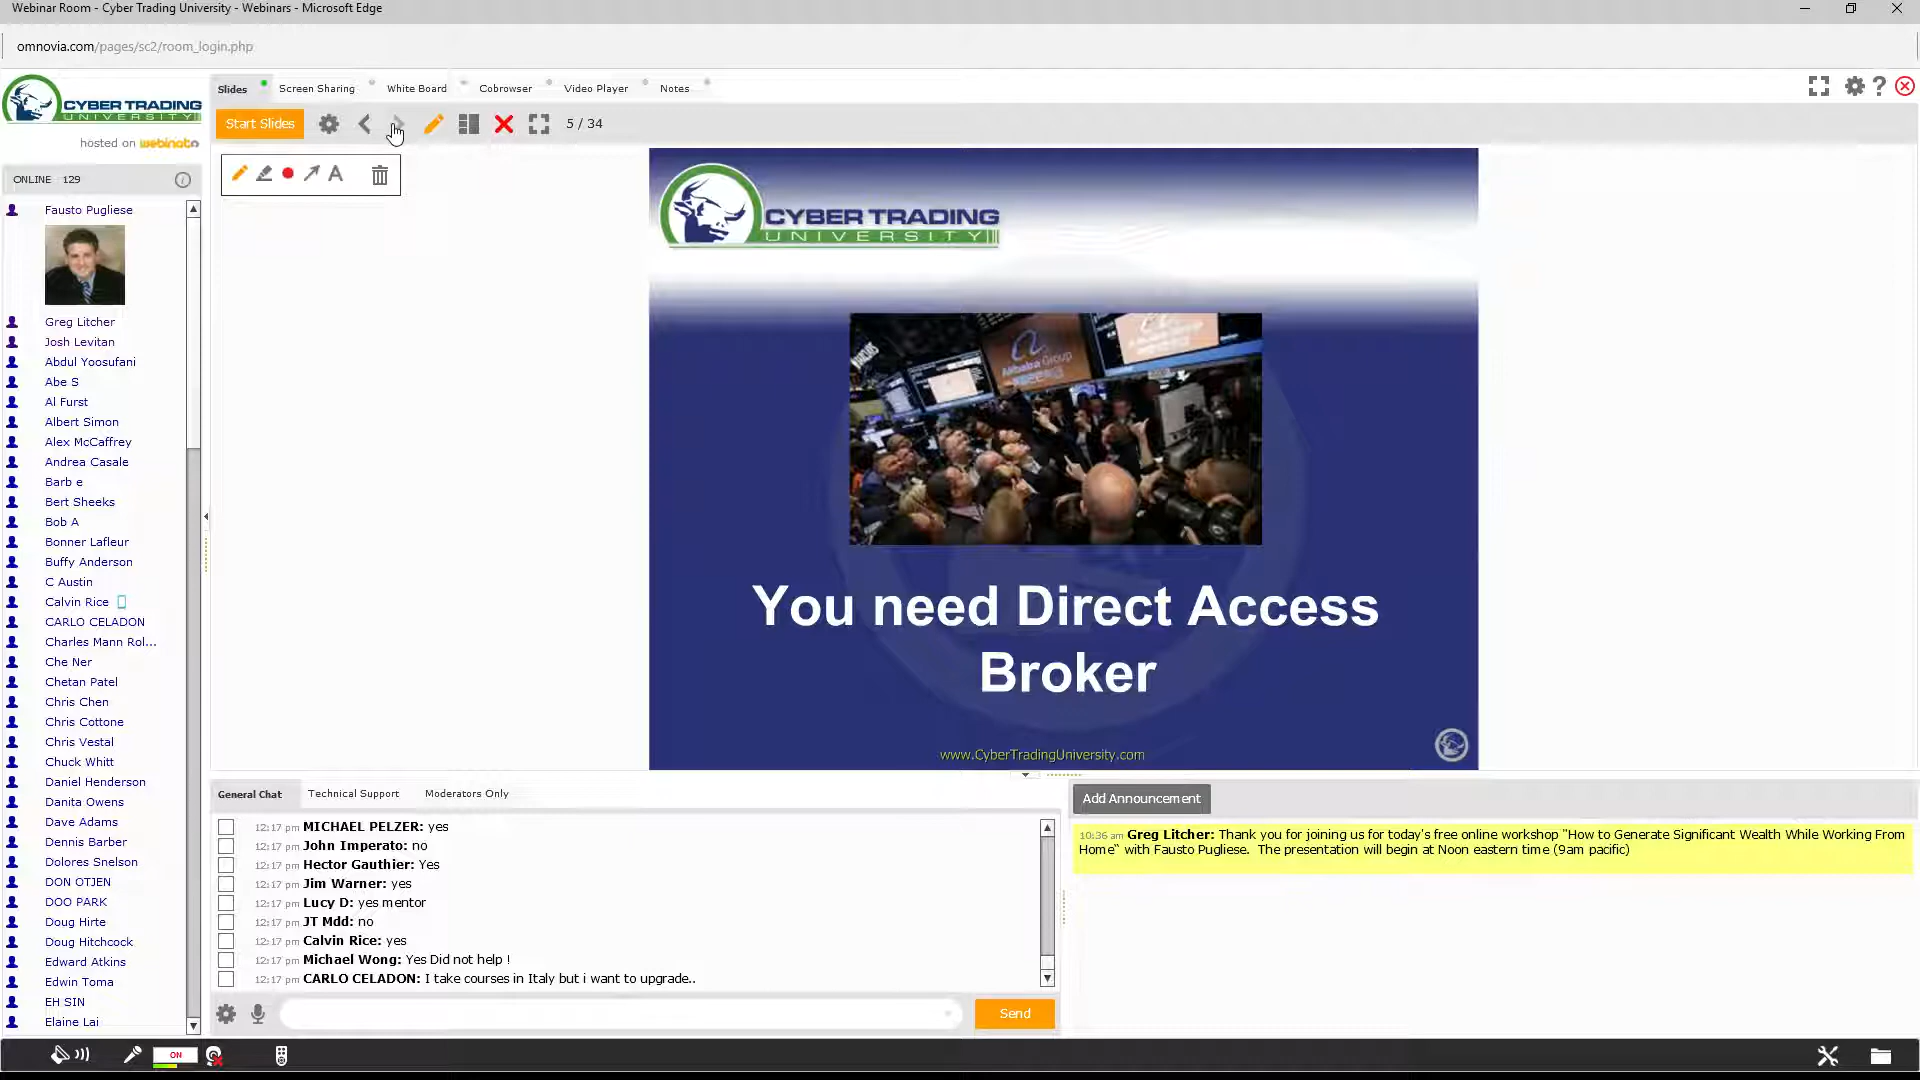 Webinar Room - Cyber Trading University - Webinars - Microsoft Edge
omnovia.com/pages/sc2/room_login.php
CYBER TRADING
UNIVERSITY
hosted on webinato
Slides
Screen Sharing
White Board
Cobrowser
Video Player
Notes
Start Slides
5 / 34
ONLINE 129
Fausto Pugliese
Greg Litcher
Josh Levitan
Abdul Yoosufani
Abe S
Al Furst
Albert Simon
Alex McCaffrey
Andrea Casale
Barb e
Bert Sheeks
Bob A
Bonner Lafleur
Buffy Anderson
C Austin
Calvin Rice
CARLO CELADON
Charles Mann Rol...
Che Ner
Chetan Patel
Chris Chen
Chris Cottone
Chris Vestal
Chuck Whitt
Daniel Henderson
Danita Owens
Dave Adams
Dennis Barber
Dolores Snelson
DON OTJEN
DOO PARK
Doug Hirte
Doug Hitchcock
Edward Atkins
Edwin Toma
EH SIN
Elaine Lai
CYBER TRADING
UNIVERSITY
Alibaba Group
You need Direct Access
Broker
www.CyberTradingUniversity.com
General Chat
Technical Support
Moderators Only
12:17 pm MICHAEL PELZER: yes
12:17 pm John Imperato: no
12:17 pm Hector Gauthier: Yes
12:17 pm Jim Warner: yes
12:17 pm Lucy D: yes mentor
12:17 pm JT Mdd: no
12:17 pm Calvin Rice: yes
12:17 pm Michael Wong: Yes Did not help !
12:17 pm CARLO CELADON: I take courses in Italy but i want to upgrade..
Send
Add Announcement
10:36 am Greg Litcher: Thank you for joining us for today's free online workshop "How to Generate Significant Wealth While Working From
Home" with Fausto Pugliese.  The presentation will begin at Noon eastern time (9am pacific)
ON